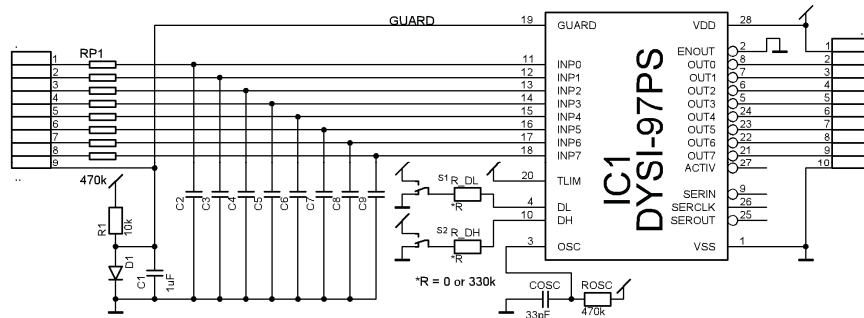 GUARD 19 GUARD VDD 28
RP1 ENOUT 2 1
1 11 INP0 OUT0 8 2
2 12 INP1 OUT1 7 3
3 13 INP2 OUT2 6 4
4 14 INP3 OUT3 5 5
5 15 INP4 OUT4 24 6
6 16 INP5 OUT5 23 7
7 17 INP6 OUT6 22 8
8 18 INP7 OUT7 21 9
9 ACTIV 27 10
IC1
DYSI-97PS
470k S1 R_DL 20 TLIM
*R 4 DL SERIN 9
C2 C3 C4 C5 C6 C7 C8 C9
R1 10k S2 R_DH 10 DH SERCLK 26
SEROUT 25
*R 3 OSC VSS 1
D1 C1 1uF
*R = 0 or 330k
COSC ROSC
33pF 470k